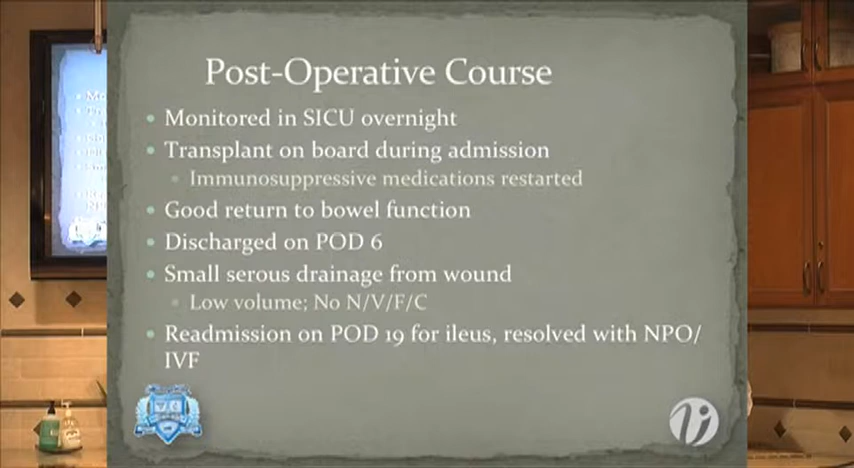 Post-Operative Course
Monitored in SICU overnight
Transplant on board during admission
Immunosuppressive medications restarted
Good return to bowel function
Discharged on POD 6
Small serous drainage from wound
Low volume; No N/V/F/C
Readmission on POD 19 for ileus, resolved with NPO/
IVF